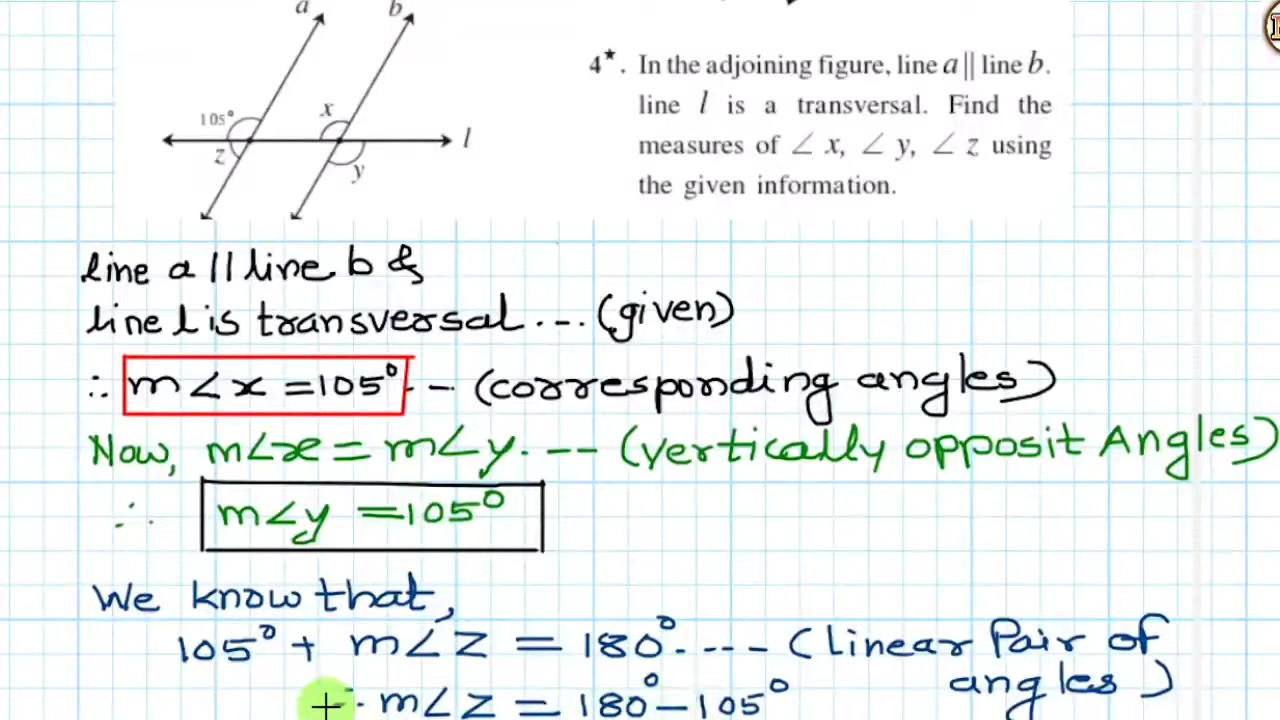 a
b
105°
x
l
z
y
4★. In the adjoining figure, line a || line b.
line l is a transversal. Find the
measures of ∠ x, ∠ y, ∠ z using
the given information.
line a || line b &
line l is transversal ... (given)
∴ m∠x = 105° -- (corresponding angles)
Now, m∠x = m∠y. --- (vertically opposit Angles)
∴ m∠y = 105°
We know that,
105° + m∠z = 180° .--- (linear Pair of
angles)
∴ m∠z = 180° - 105°